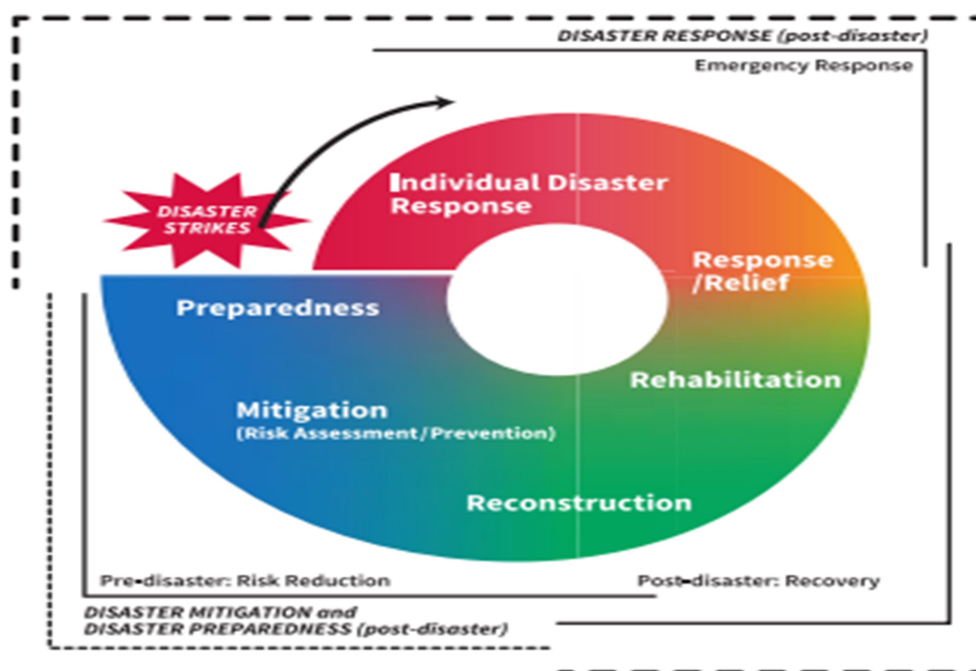 DISASTER RESPONSE (post-disaster)
Emergency Response
DISASTER
STRIKES
Individual Disaster
Response
Response
/Relief
Preparedness
Rehabilitation
Mitigation
(Risk Assessment/Prevention)
Reconstruction
Pre-disaster: Risk Reduction
Post-disaster: Recovery
DISASTER MITIGATION and
DISASTER PREPAREDNESS (post-disaster)